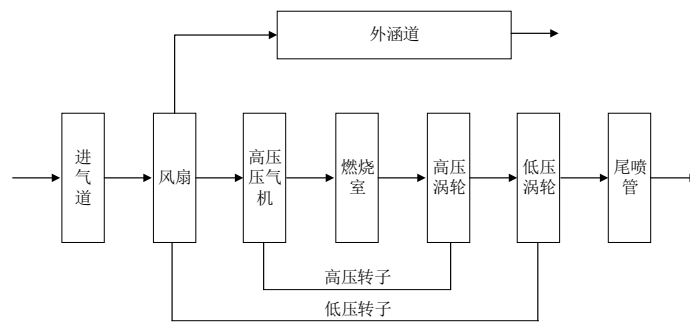 外涵道
进
气
道
风扇
高压
压气
机
燃烧
室
高压
涡轮
低压
涡轮
尾喷
管
高压转子
低压转子